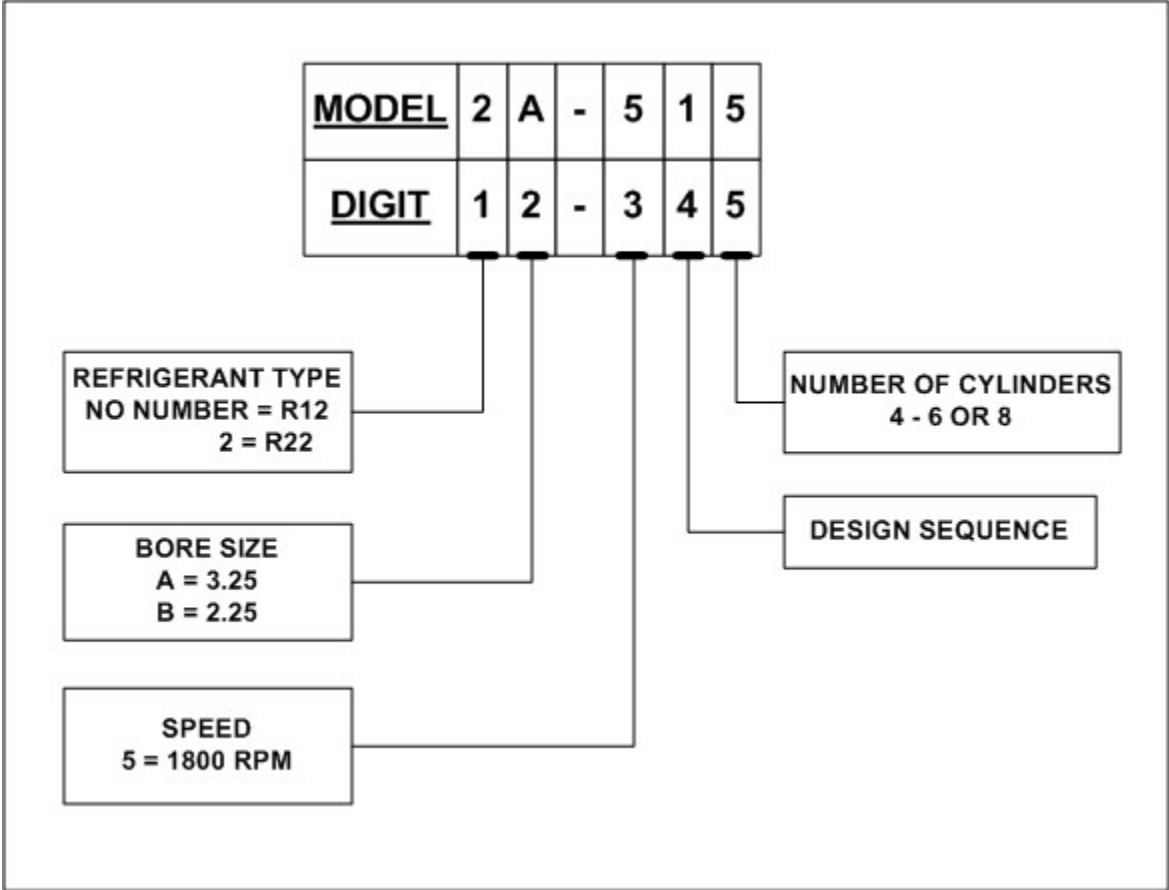 MODEL 2 A - 5 1 5
DIGIT 1 2 - 3 4 5
REFRIGERANT TYPE
NO NUMBER = R12
2 = R22
BORE SIZE
A = 3.25
B = 2.25
SPEED
5 = 1800 RPM
NUMBER OF CYLINDERS
4 - 6 OR 8
DESIGN SEQUENCE